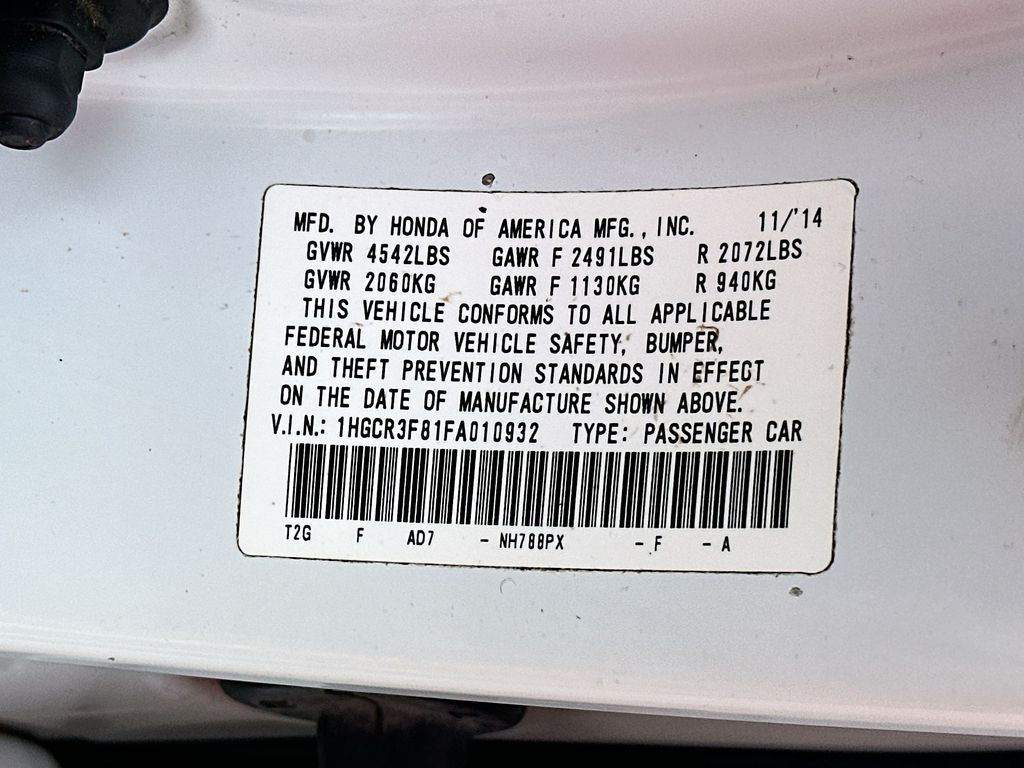 MFD. BY HONDA OF AMERICA MFG., INC. 11/'14
GVWR 4542LBS GAWR F 2491LBS R 2072LBS
GVWR 2060KG GAWR F 1130KG R 940KG
THIS VEHICLE CONFORMS TO ALL APPLICABLE
FEDERAL MOTOR VEHICLE SAFETY, BUMPER,
AND THEFT PREVENTION STANDARDS IN EFFECT
ON THE DATE OF MANUFACTURE SHOWN ABOVE.
V.I.N.: 1HGCR3F81FA010932 TYPE: PASSENGER CAR
T2G F AD7 - NH788PX - F - A